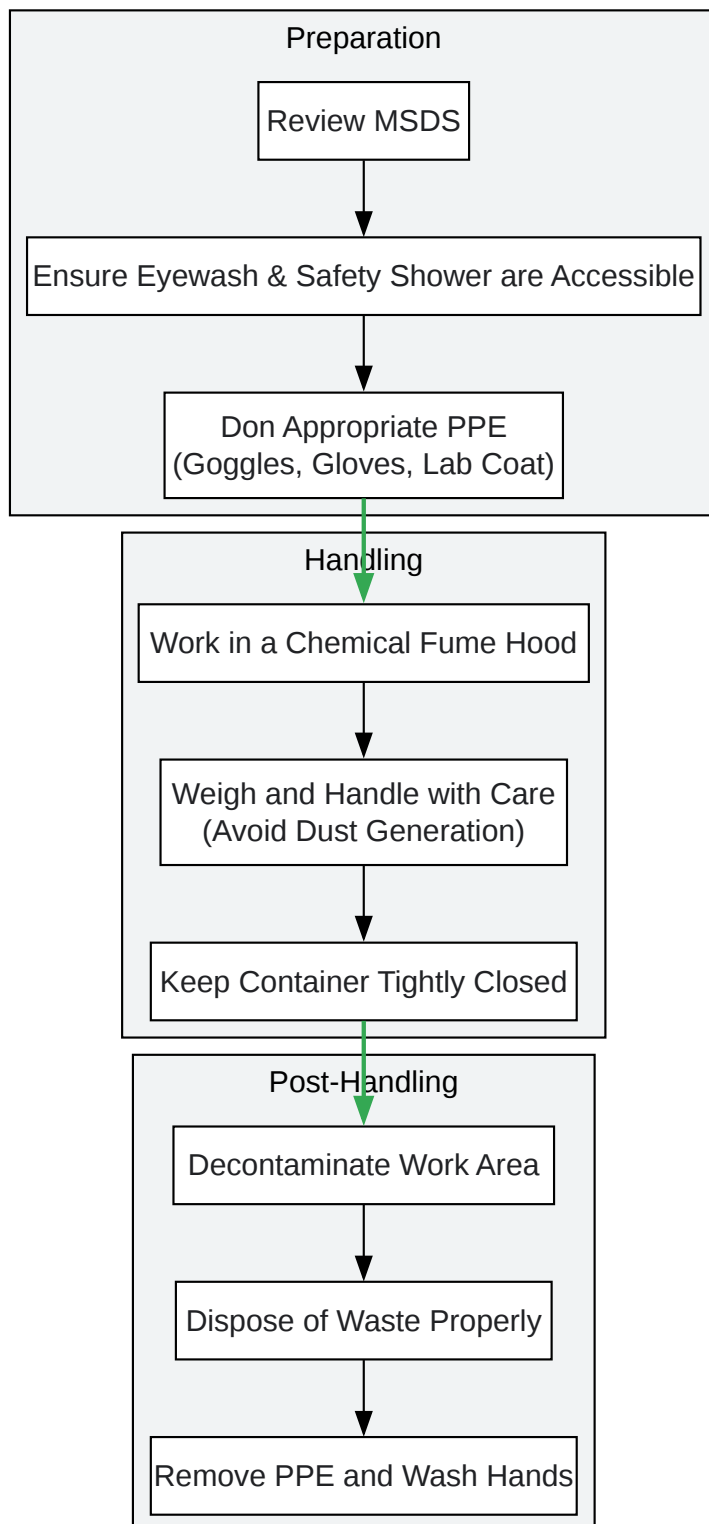 Preparation
Review MSDS
Ensure Eyewash & Safety Shower are Accessible
Don Appropriate PPE
(Goggles, Gloves, Lab Coat)
Handling
Work in a Chemical Fume Hood
Weigh and Handle with Care
(Avoid Dust Generation)
Keep Container Tightly Closed
Post-Handling
Decontaminate Work Area
Dispose of Waste Properly
Remove PPE and Wash Hands